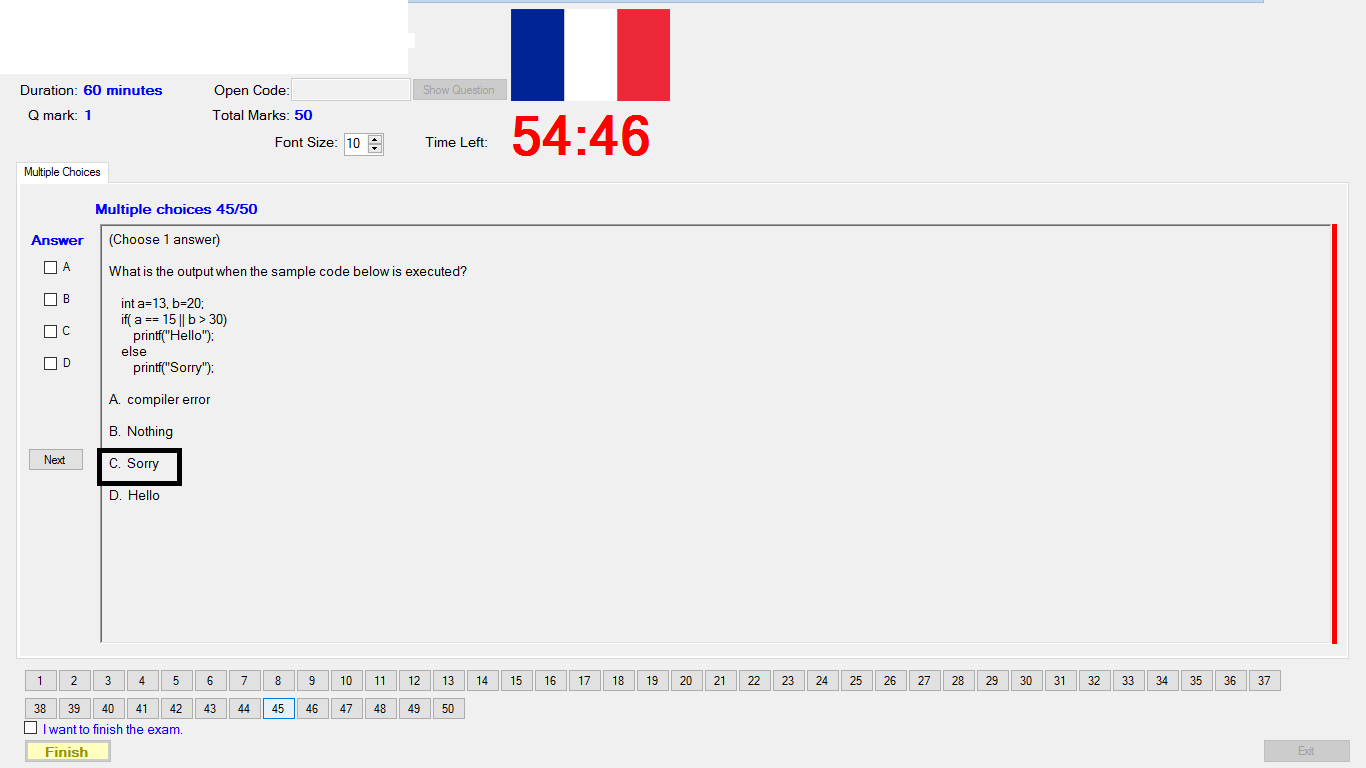 Duration: 60 minutes
Open Code:
Show Question
Q mark: 1
Total Marks: 50
Font Size: 10
Time Left: 54:46
Multiple Choices
Multiple choices 45/50
Answer
A
B
C
D
Next
(Choose 1 answer)
What is the output when the sample code below is executed?
int a=13, b=20;
if( a == 15 || b > 30)
printf("Hello");
else
printf("Sorry");
A. compiler error
B. Nothing
C. Sorry
D. Hello
1 2 3 4 5 6 7 8 9 10 11 12 13 14 15 16 17 18 19 20 21 22 23 24 25 26 27 28 29 30 31 32 33 34 35 36 37
38 39 40 41 42 43 44 45 46 47 48 49 50
I want to finish the exam.
Finish
Exit